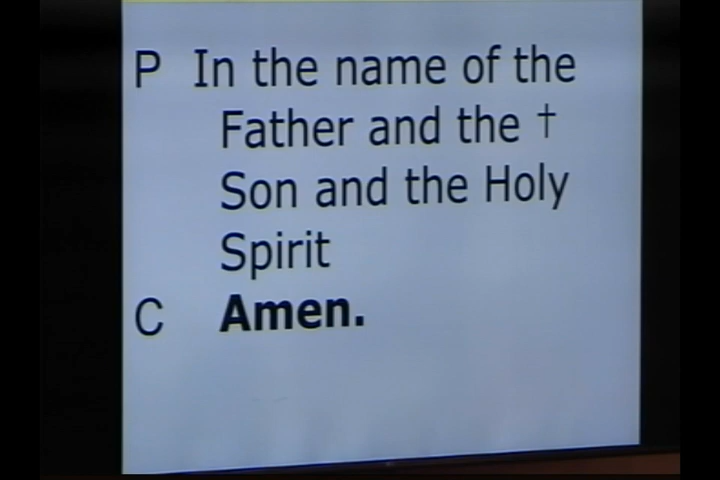 P In the name of the
Father and the †
Son and the Holy
Spirit
C Amen.